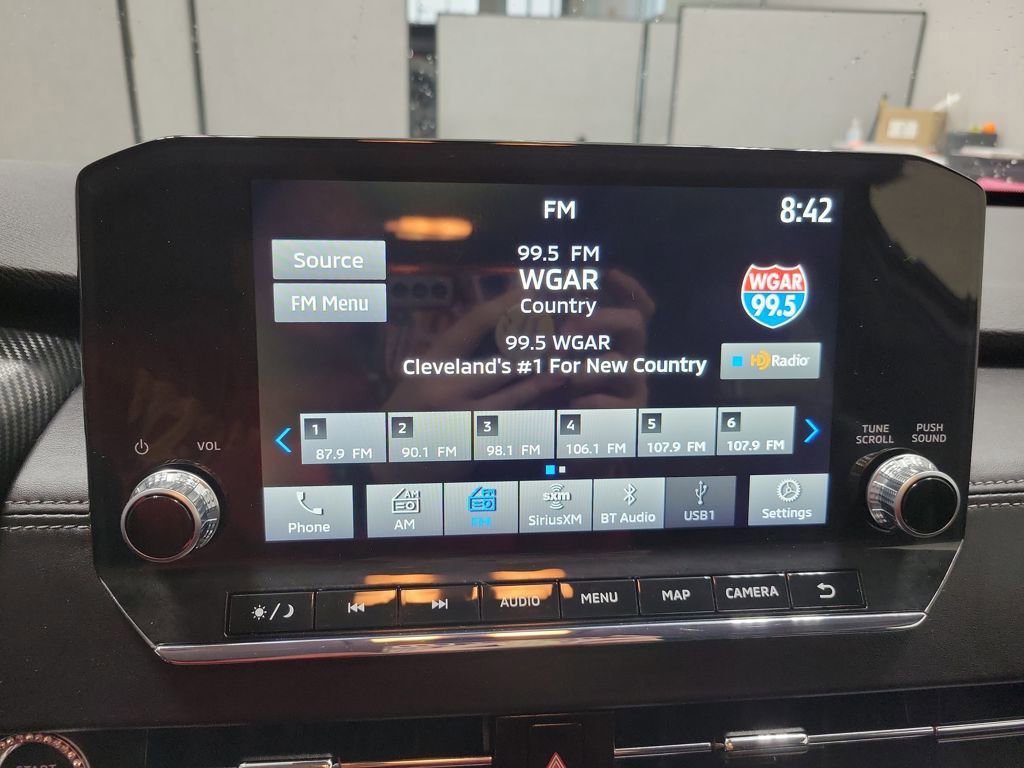 FM
8:42
Source
99.5 FM
WGAR
Country
WGAR
99.5
FM Menu
99.5 WGAR
Cleveland's #1 For New Country
HD Radio
1
87.9 FM
2
90.1 FM
3
98.1 FM
4
106.1 FM
5
107.9 FM
6
107.9 FM
VOL
TUNE
SCROLL
PUSH
SOUND
Phone
AM
AM
FM
FM
sxm
SiriusXM
BT Audio
USB1
Settings
AUDIO
MENU
MAP
CAMERA
START